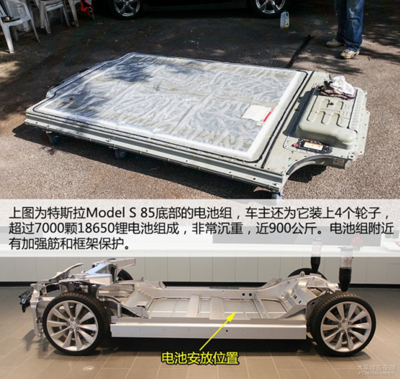 上图为特斯拉Model S 85底部的电池组，车主还为它装上4个轮子，
超过7000颗18650锂电池组成，非常沉重，近900公斤。电池组附近
有加强筋和框架保护。
电池安放位置